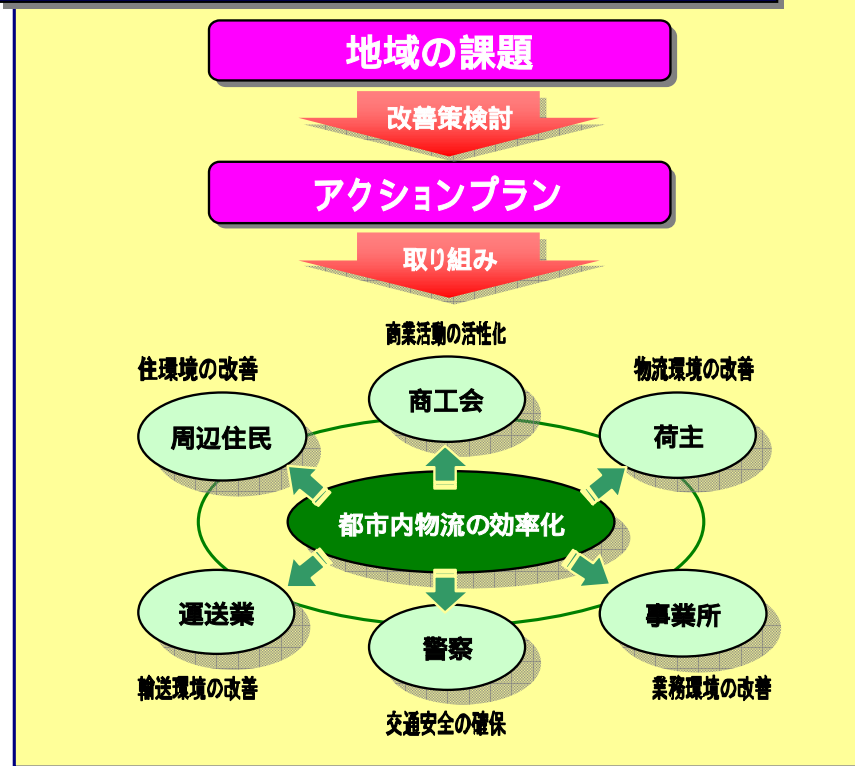 地域の課題
改善策検討
アクションプラン
取り組み
商業活動の活性化
住環境の改善
物流環境の改善
商工会
周辺住民
荷主
都市内物流の効率化
運送業
事業所
警察
輸送環境の改善
業務環境の改善
交通安全の確保